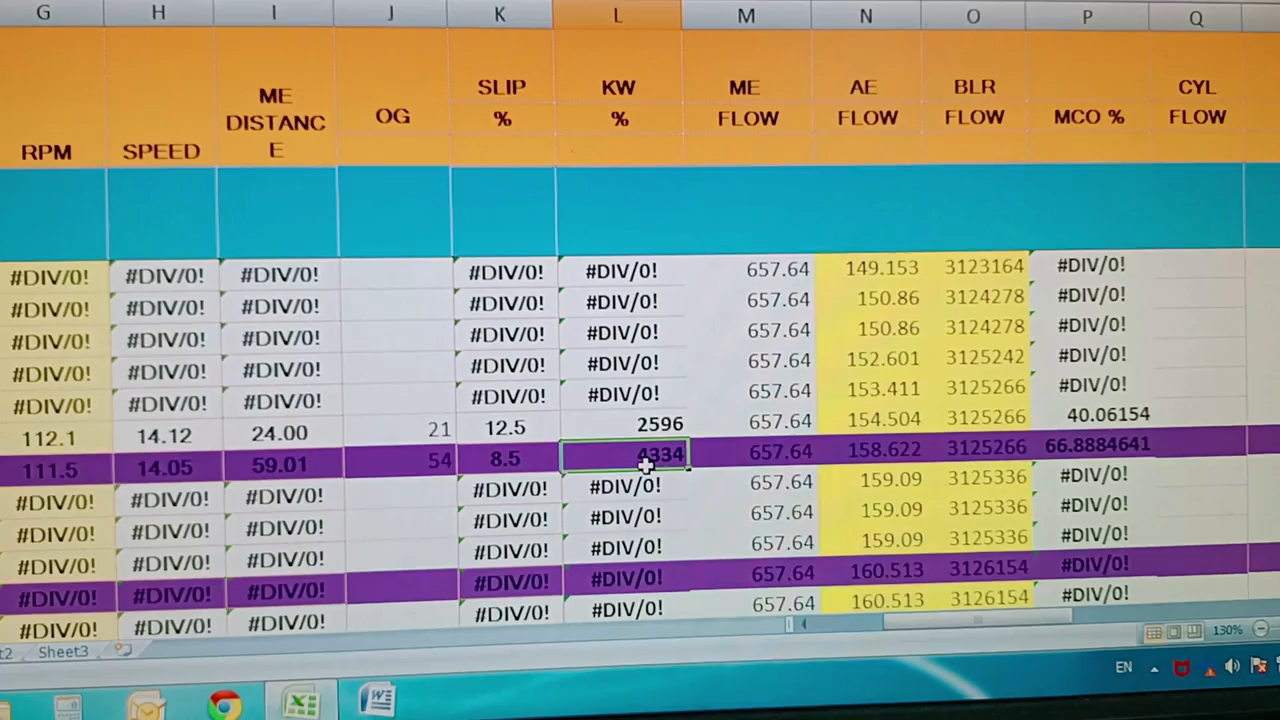 G H I J K L M N O P Q
SLIP KW ME AE BLR CYL
ME
DISTANC OG % % FLOW FLOW FLOW MCO % FLOW
RPM SPEED E
#DIV/0! #DIV/0! #DIV/0! #DIV/0! #DIV/0! 657.64 149.153 3123164 #DIV/0!
#DIV/0! #DIV/0! #DIV/0! #DIV/0! #DIV/0! 657.64 150.86 3124278 #DIV/0!
#DIV/0! #DIV/0! #DIV/0! #DIV/0! #DIV/0! 657.64 150.86 3124278 #DIV/0!
#DIV/0! #DIV/0! #DIV/0! #DIV/0! #DIV/0! 657.64 152.601 3125242 #DIV/0!
#DIV/0! #DIV/0! #DIV/0! #DIV/0! #DIV/0! 657.64 153.411 3125266 #DIV/0!
112.1 14.12 24.00 21 12.5 2596 657.64 154.504 3125266 40.06154
111.5 14.05 59.01 54 8.5 4334 657.64 158.622 3125266 66.8884641
#DIV/0! #DIV/0! #DIV/0! #DIV/0! #DIV/0! 657.64 159.09 3125336 #DIV/0!
#DIV/0! #DIV/0! #DIV/0! #DIV/0! #DIV/0! 657.64 159.09 3125336 #DIV/0!
#DIV/0! #DIV/0! #DIV/0! #DIV/0! #DIV/0! 657.64 159.09 3125336 #DIV/0!
#DIV/0! #DIV/0! #DIV/0! #DIV/0! #DIV/0! 657.64 160.513 3126154 #DIV/0!
#DIV/0! #DIV/0! #DIV/0! #DIV/0! #DIV/0! 657.64 160.513 3126154 #DIV/0!
t2 Sheet3 130%
EN